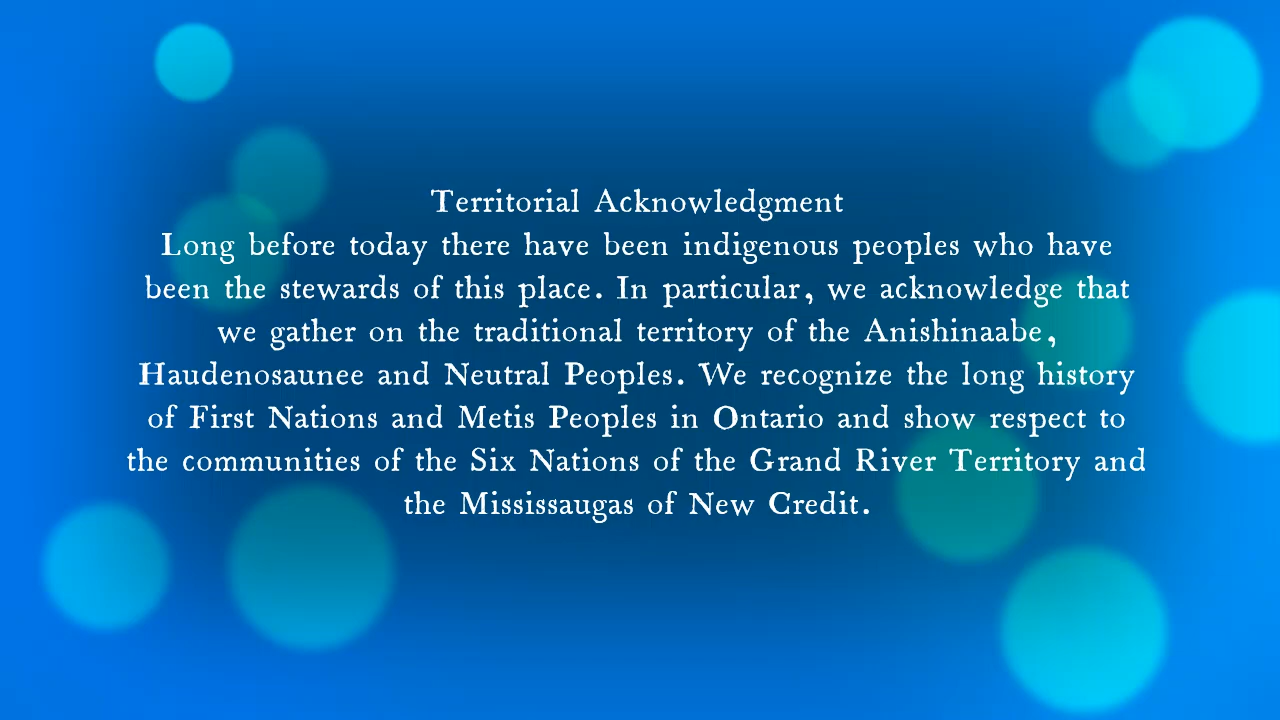 Territorial Acknowledgment
Long before today there have been indigenous peoples who have
been the stewards of this place. In particular, we acknowledge that
we gather on the traditional territory of the Anishinaabe,
Haudenosaunee and Neutral Peoples. We recognize the long history
of First Nations and Metis Peoples in Ontario and show respect to
the communities of the Six Nations of the Grand River Territory and
the Mississaugas of New Credit.